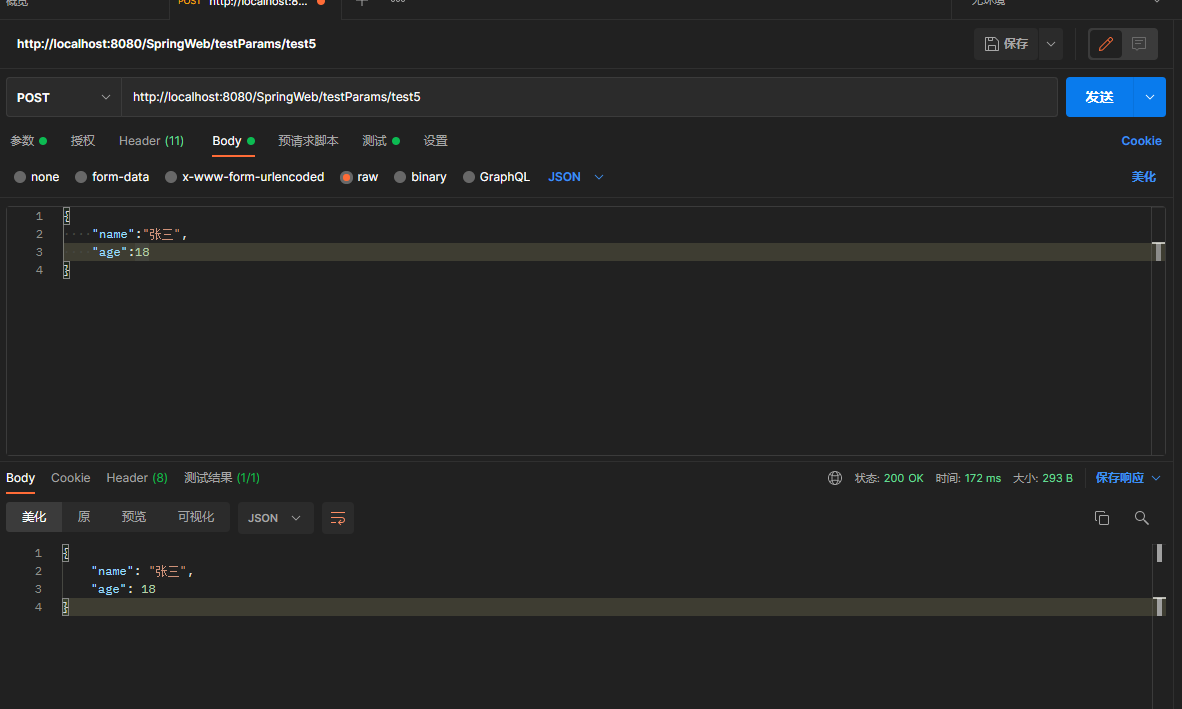 概览 POST http://localhost:8... 无环境
http://localhost:8080/SpringWeb/testParams/test5 保存
POST http://localhost:8080/SpringWeb/testParams/test5 发送
参数 授权 Header (11) Body 预请求脚本 测试 设置 Cookie
none form-data x-www-form-urlencoded raw binary GraphQL JSON 美化
1 {
2 "name":"张三",
3 "age":18
4 }
Body Cookie Header (8) 测试结果 (1/1) 状态: 200 OK 时间: 172 ms 大小: 293 B 保存响应
美化 原 预览 可视化 JSON
1 {
2 "name": "张三",
3 "age": 18
4 }